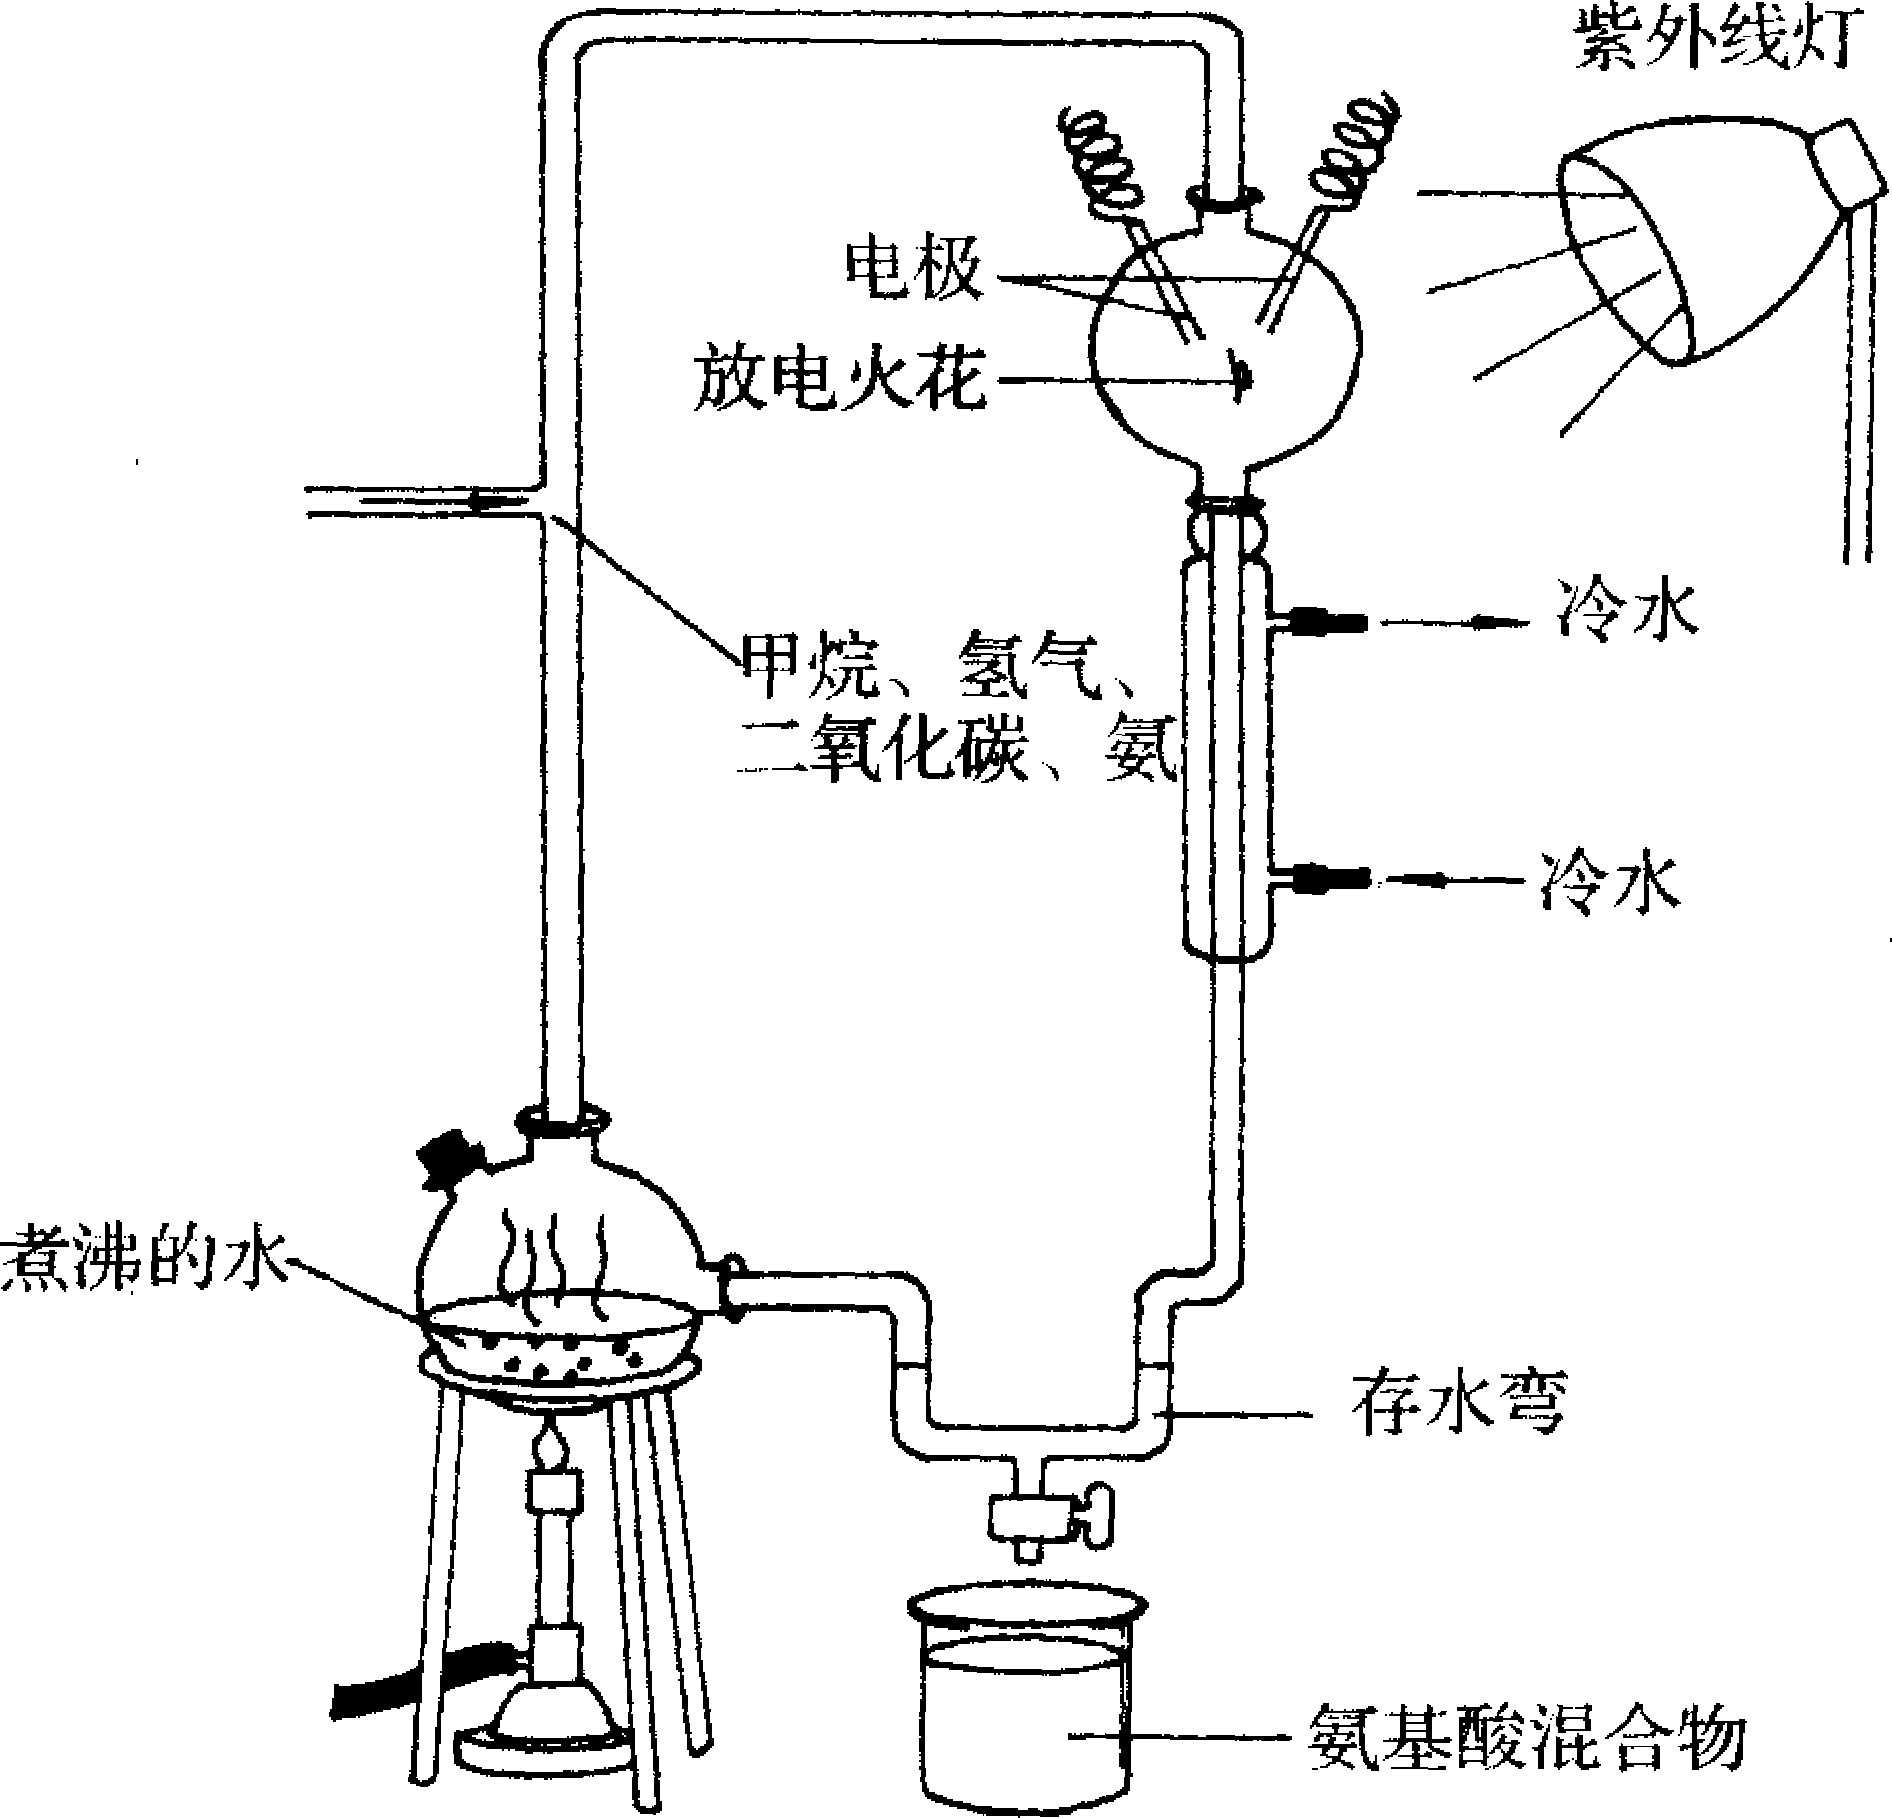 紫外线灯
电极
放电火花
冷水
甲烷、氢气、
二氧化碳、氨
冷水
煮沸的水
存水弯
氨基酸混合物